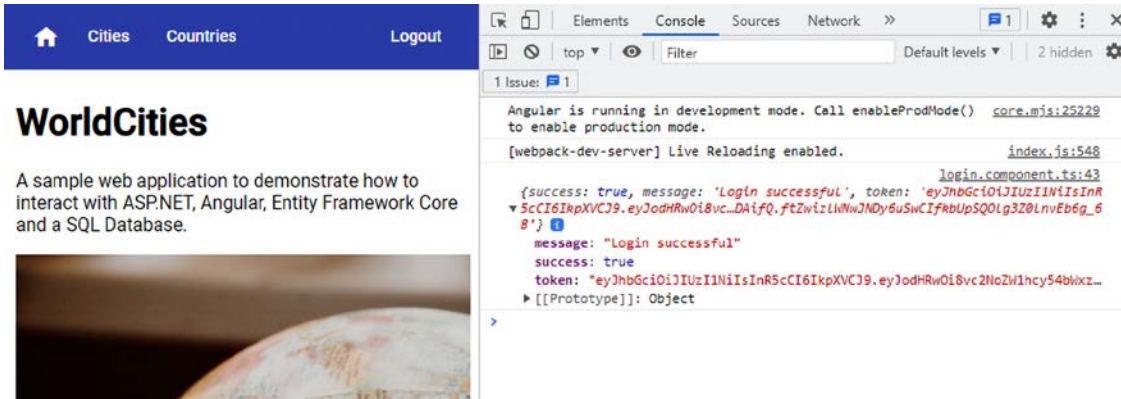 Cities Countries Logout
WorldCities
A sample web application to demonstrate how to
interact with ASP.NET, Angular, Entity Framework Core
and a SQL Database.
Elements Console Sources Network »
1
top ▼ Filter Default levels ▼ 2 hidden
1 Issue: 1
Angular is running in development mode. Call enableProdMode() core.mjs:25229
to enable production mode.
[webpack-dev-server] Live Reloading enabled. index.js:548
login.component.ts:43
{success: true, message: 'Login successful', token: 'eyJhbGciOiJIUzI1NiIsInR
5cCI6IkpXVCJ9.eyJodHRwOi8vc…DAifQ.ftZwizlWNwJNDy6uSwCIfkbUpSQOLg3Z0LnvEb6g_6
8'}
message: "Login successful"
success: true
token: "eyJhbGciOiJIUzI1NiIsInR5cCI6IkpXVCJ9.eyJodHRwOi8vc2NoZW1hcy54bWxz…
[[Prototype]]: Object